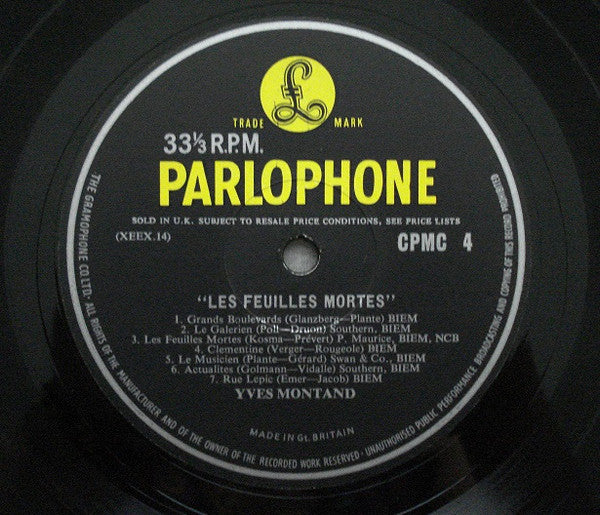 £
TRADE MARK
33⅓ R.P.M.
PARLOPHONE
SOLD IN U.K. SUBJECT TO RESALE PRICE CONDITIONS, SEE PRICE LISTS
(XEEX.14)
CPMC 4
"LES FEUILLES MORTES"
1. Grands Boulevards (Glanzberg—Plante) BIEM
2. Le Galerien (Poll—Druon) Southern, BIEM
3. Les Feuilles Mortes (Kosma—Prévert) P. Maurice, BIEM, NCB
4. Clementine (Verger—Rougeole) BIEM
5. Le Musicien (Plante—Gérard) Swan & Co., BIEM
6. Actualites (Golmann—Vidalle) Southern, BIEM
7. Rue Lepic (Emer—Jacob) BIEM
YVES MONTAND
MADE IN Gt. BRITAIN
THE GRAMOPHONE CO. LTD. · ALL RIGHTS OF THE MANUFACTURER AND OF THE OWNER OF THE RECORDED WORK RESERVED · UNAUTHORISED PUBLIC PERFORMANCE BROADCASTING AND COPYING OF THIS RECORD PROHIBITED